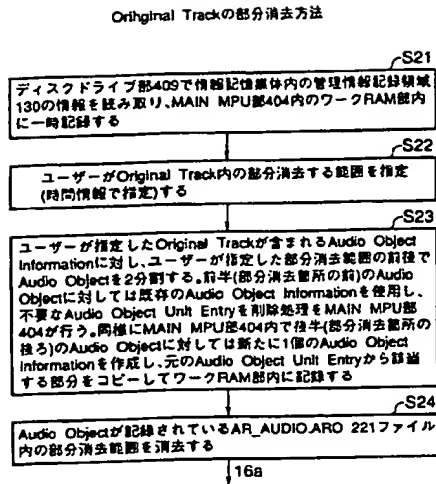 Orihginal Trackの部分消去方法
S21
ディスクドライブ部409で情報記憶媒体内の管理情報記録領域
130の情報を読み取り、MAIN MPU部404内のワークRAM部内
に一時記録する
S22
ユーザーがOriginal Track内の部分消去する範囲を指定
(時間情報で指定)する
S23
ユーザーが指定したOriginal Trackが含まれるAudio Object
Informationに対し、ユーザーが指定した部分消去範囲の前後で
Audio Objectを2分割する。前半(部分消去箇所の前)のAudio
Objectに対しては既存のAudio Object Informationを使用し、
不要なAudio Object Unit Entryを削除処理をMAIN MPU部
404が行う。同様にMAIN MPU部404内で後半(部分消去箇所の
後ろ)のAudio Objectに対しては新たに1個のAudio Object
Informationを作成し、元のAudio Object Unit Entryから該当
する部分をコピーしてワークRAM部内に記録する
S24
Audio Objectが記録されているAR_AUDIO.ARO 221ファイル
内の部分消去範囲を消去する
16a